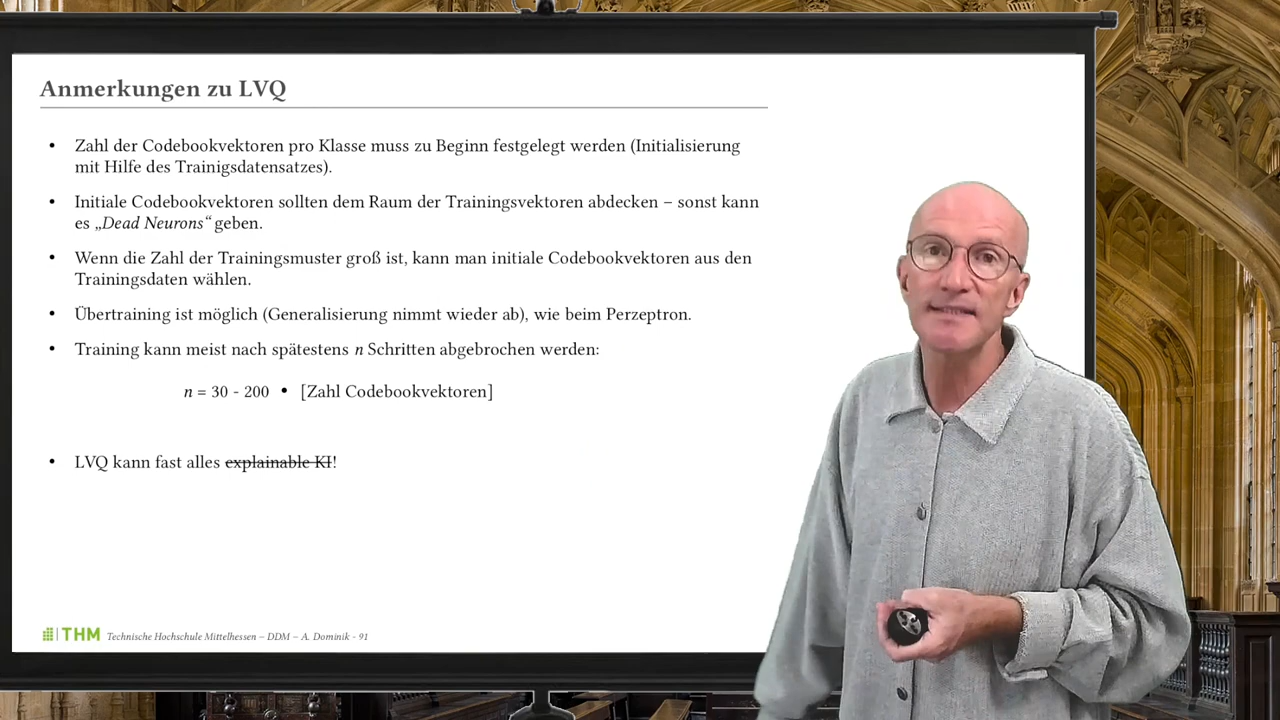 Anmerkungen zu LVQ
• Zahl der Codebookvektoren pro Klasse muss zu Beginn festgelegt werden (Initialisierung
mit Hilfe des Trainigsdatensatzes).
• Initiale Codebookvektoren sollten dem Raum der Trainingsvektoren abdecken – sonst kann
es „Dead Neurons“ geben.
• Wenn die Zahl der Trainingsmuster groß ist, kann man initiale Codebookvektoren aus den
Trainingsdaten wählen.
• Übertraining ist möglich (Generalisierung nimmt wieder ab), wie beim Perzeptron.
• Training kann meist nach spätestens n Schritten abgebrochen werden:
n = 30 - 200 • [Zahl Codebookvektoren]
• LVQ kann fast alles explainable KI!
THM Technische Hochschule Mittelhessen – DDM – A. Dominik - 91